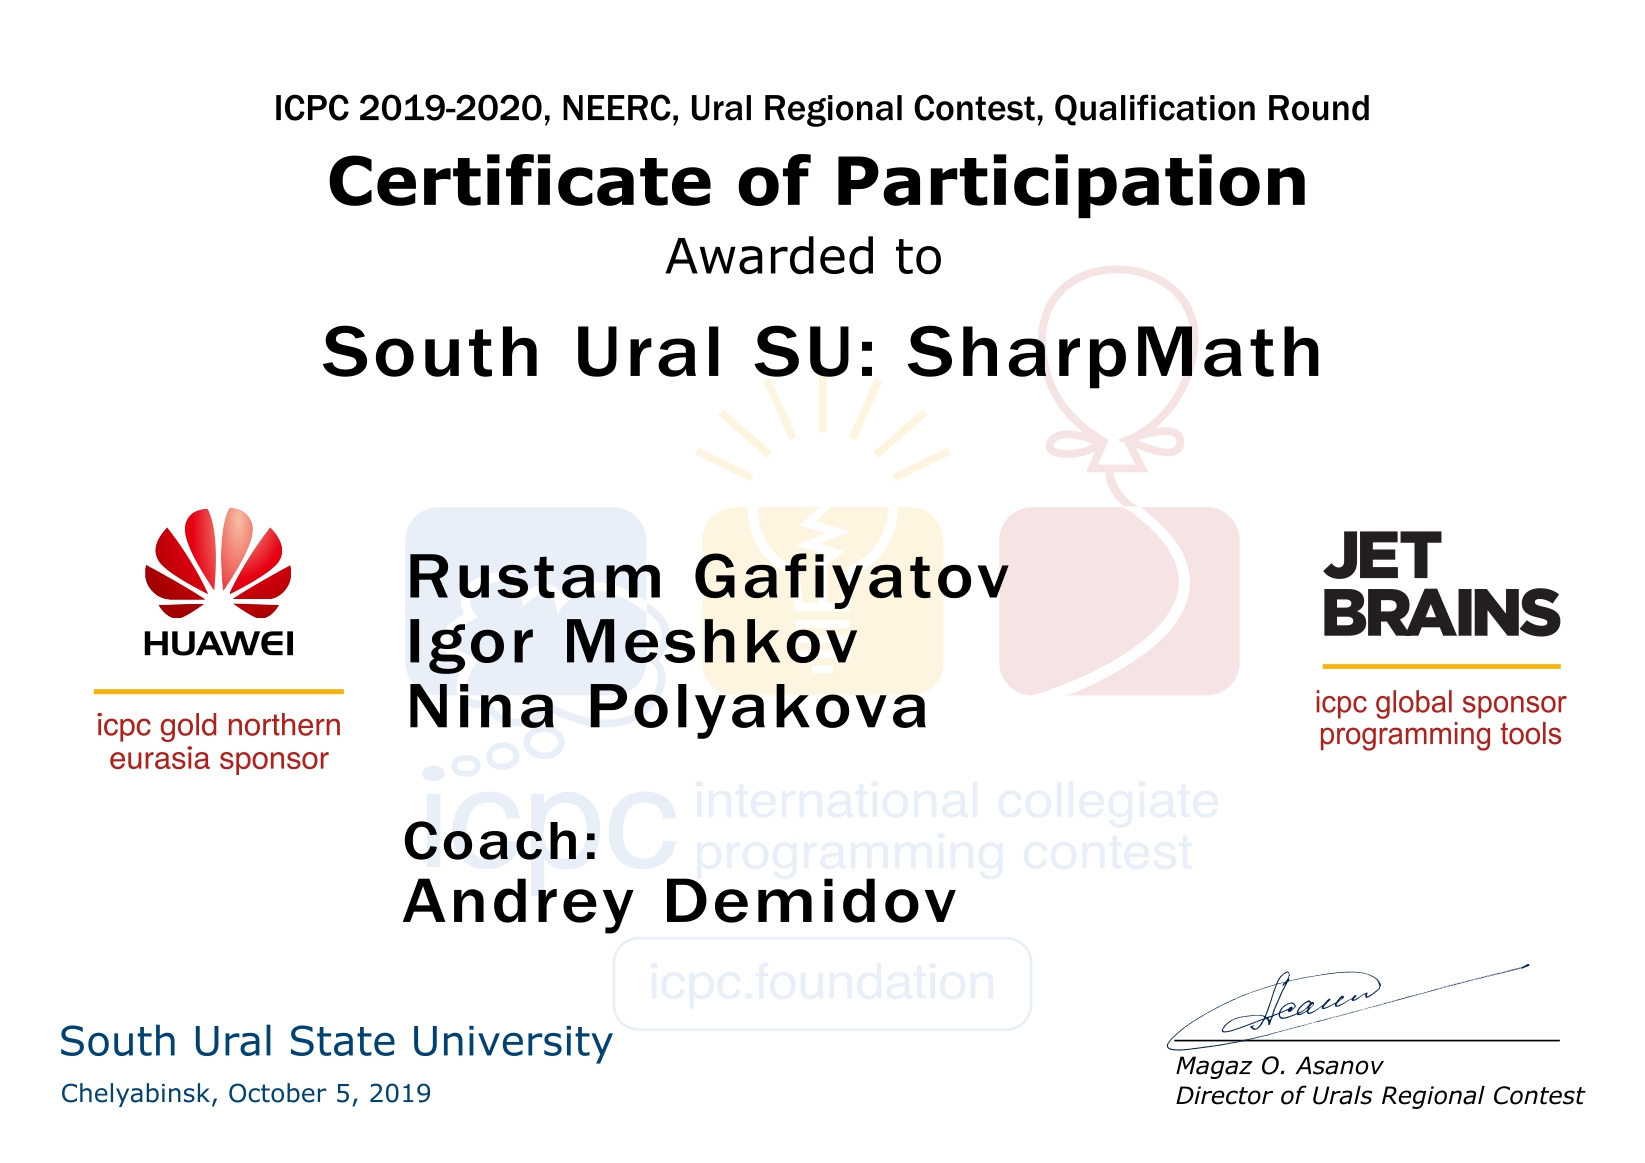 ICPC 2019-2020, NEERC, Ural Regional Contest, Qualification Round
Certificate of Participation
Awarded to
South Ural SU: SharpMath
HUAWEI
icpc gold northern
eurasia sponsor
Rustam Gafiyatov
Igor Meshkov
Nina Polyakova
JET
BRAINS
icpc global sponsor
programming tools
icpc
international collegiate
programming contest
Coach:
Andrey Demidov
icpc.foundation
South Ural State University
Chelyabinsk, October 5, 2019
Magaz O. Asanov
Director of Urals Regional Contest